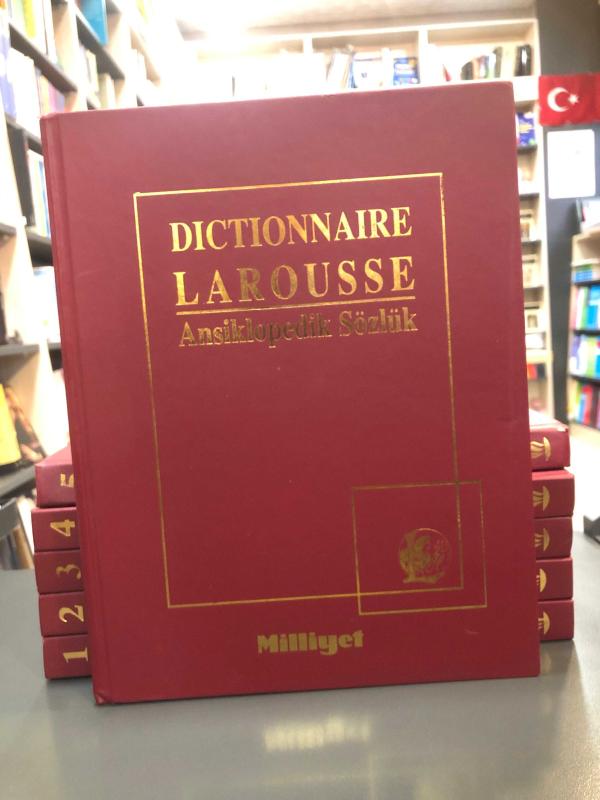 DICTIONNAIRE
LAROUSSE
Ansiklopedik Sözlük
L
Milliyet
5
4
3
2
1